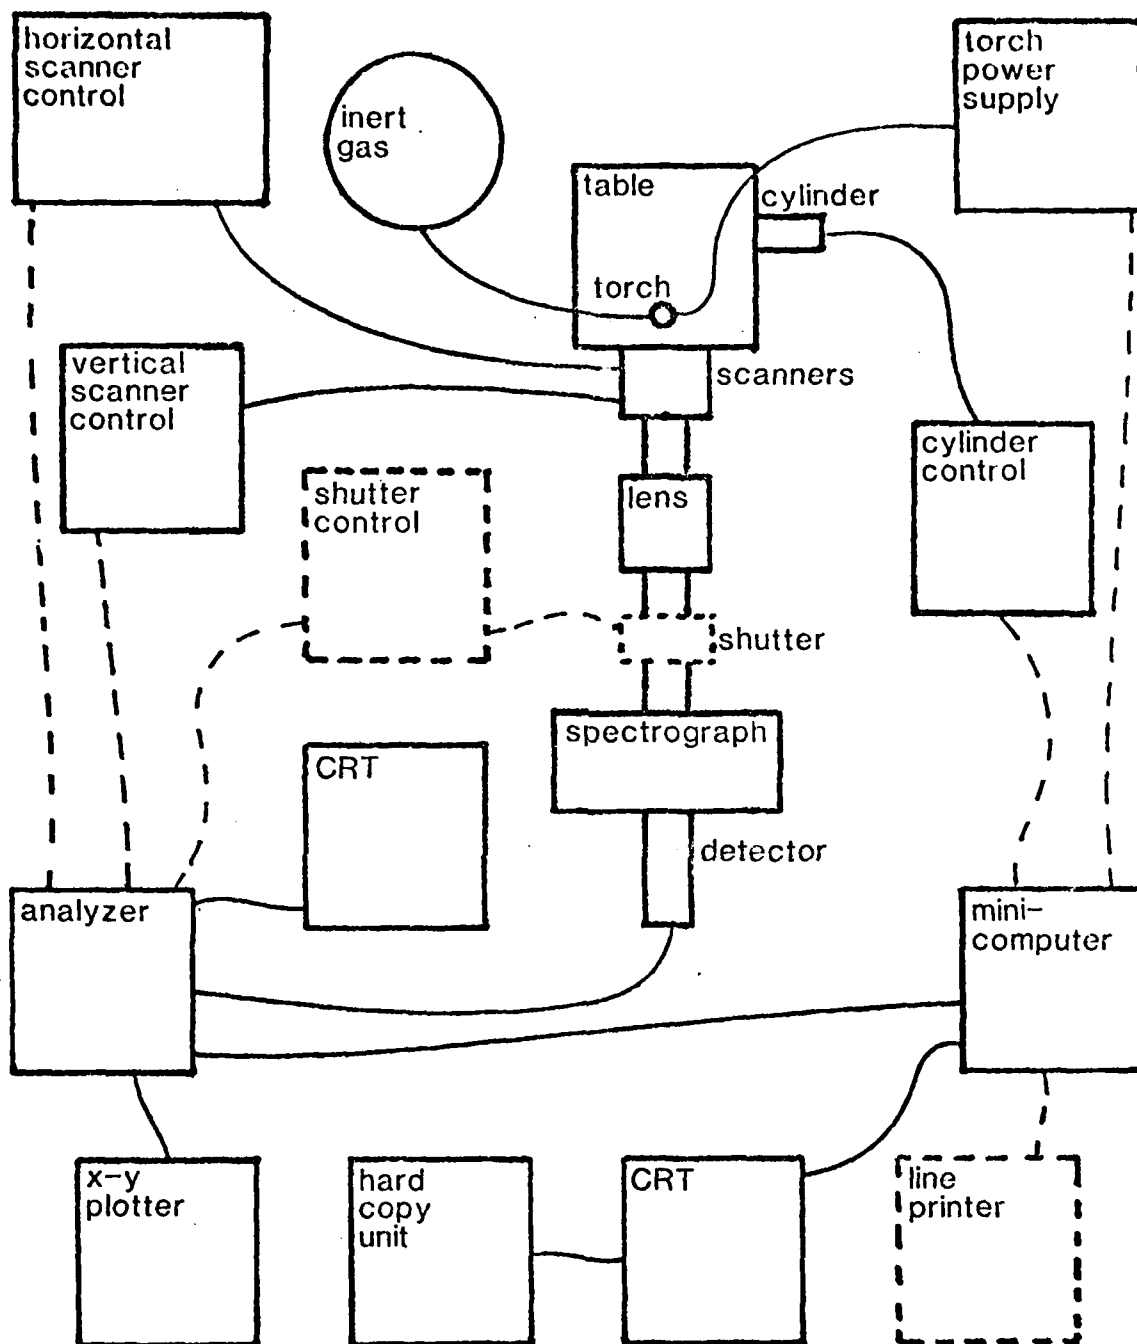 horizontal
scanner
control
inert
gas
torch
power
supply
table
cylinder
torch
scanners
vertical
scanner
control
cylinder
control
shutter
control
lens
shutter
spectrograph
CRT
detector
analyzer
mini-
computer
x-y
plotter
hard
copy
unit
CRT
line
printer